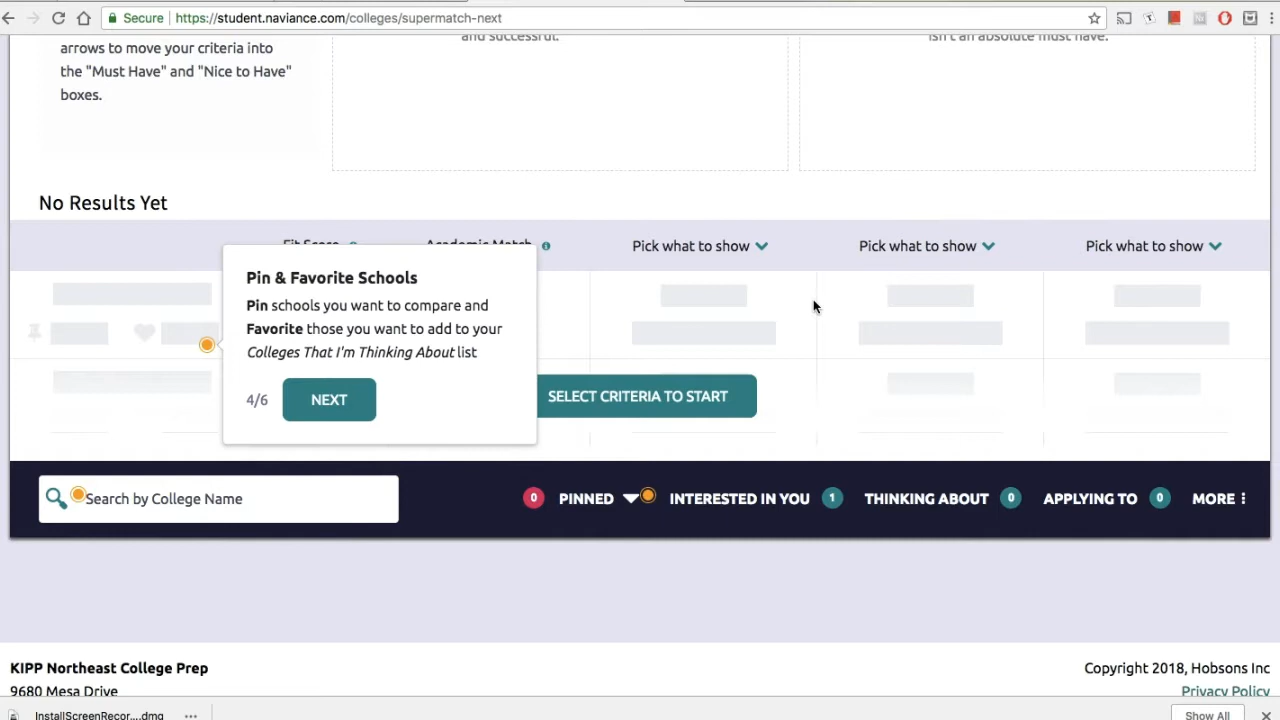 Secure
https://student.naviance.com/colleges/supermatch-next
arrows to move your criteria into
the "Must Have" and "Nice to Have"
boxes.
and successful.
isn't an absolute must have.
No Results Yet
Fit Score
Academic Match
Pick what to show
Pick what to show
Pick what to show
Pin & Favorite Schools
Pin schools you want to compare and
Favorite those you want to add to your
Colleges That I'm Thinking About list
4/6
NEXT
SELECT CRITERIA TO START
Search by College Name
0 PINNED
INTERESTED IN YOU 1
THINKING ABOUT 0
APPLYING TO 0
MORE
KIPP Northeast College Prep
9680 Mesa Drive
Copyright 2018, Hobsons Inc
Privacy Policy
InstallScreenRecor....dmg
Show All